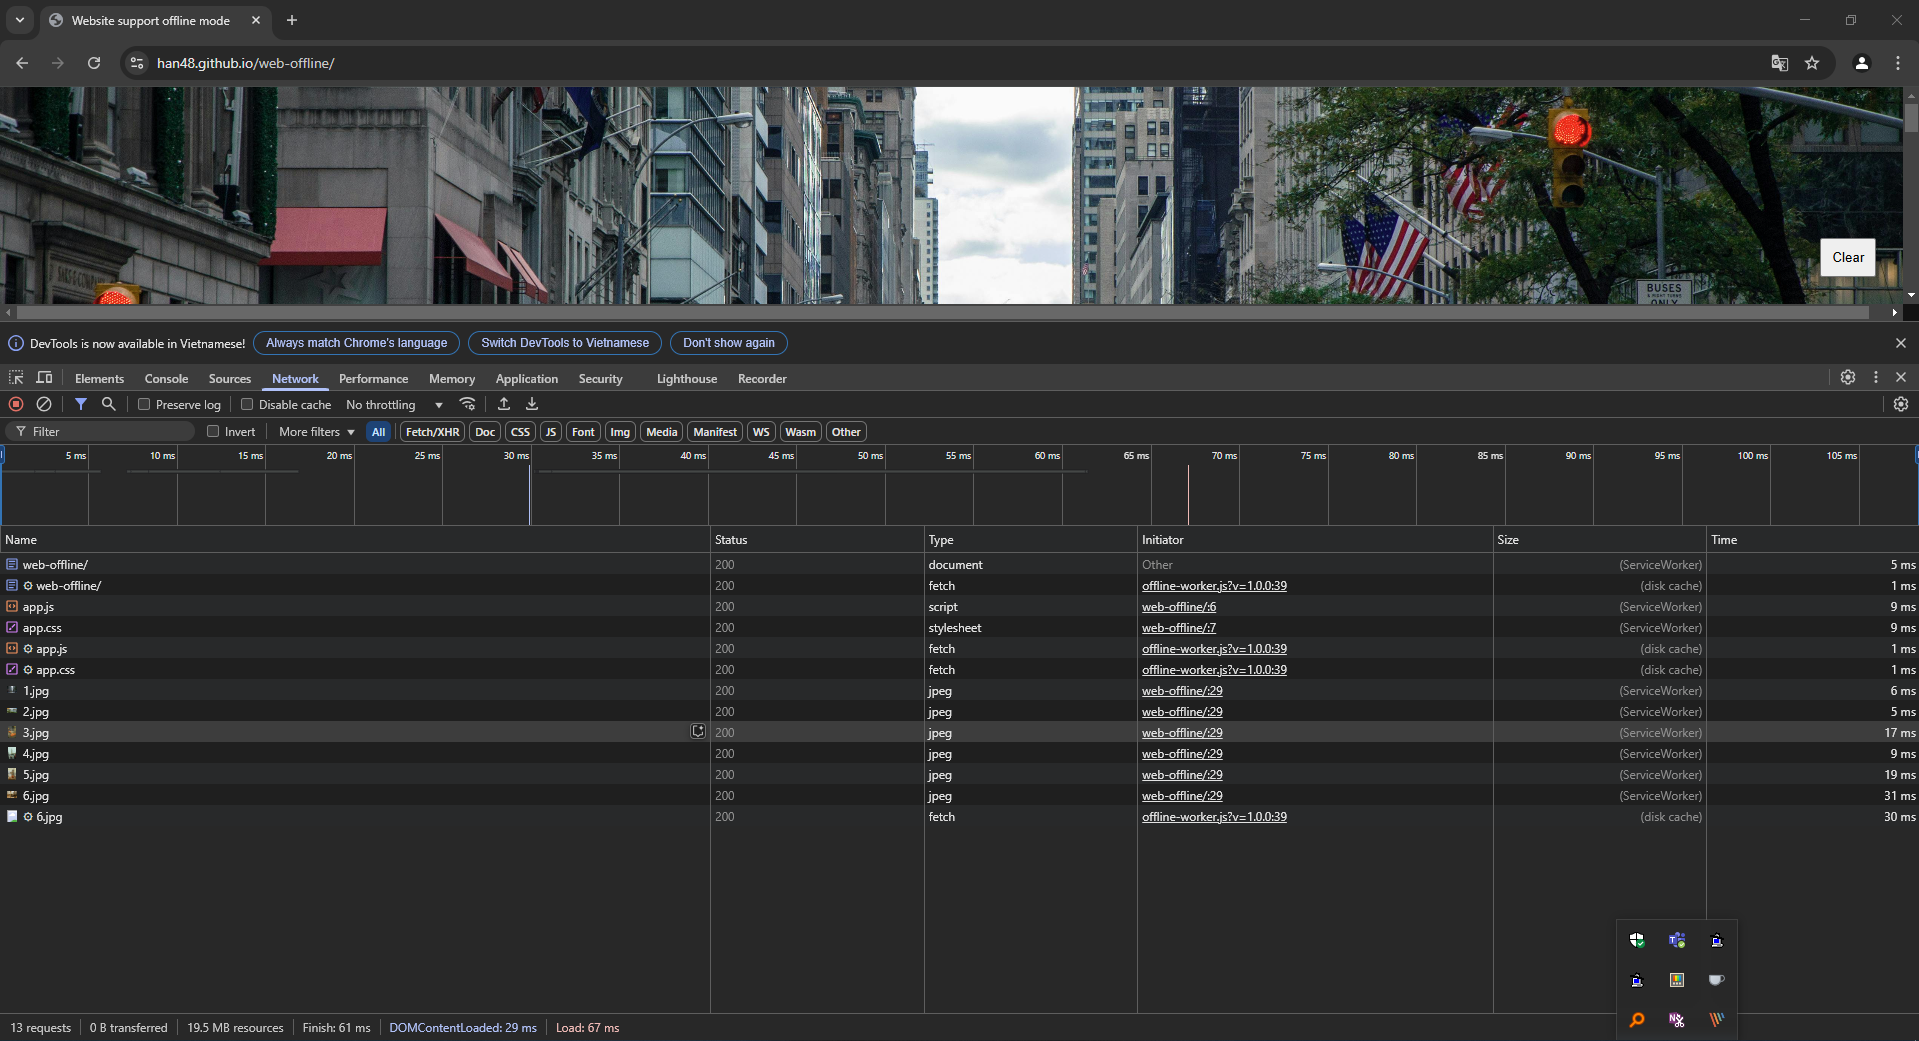 Website support offline mode
han48.github.io/web-offline/
SAKS & COMPANY
BUSES
& RIGHT TURNS
ONLY
Clear
DevTools is now available in Vietnamese!
Always match Chrome's language
Switch DevTools to Vietnamese
Don't show again
Elements Console Sources Network Performance Memory Application Security Lighthouse Recorder
Preserve log Disable cache No throttling
Filter Invert More filters All Fetch/XHR Doc CSS JS Font Img Media Manifest WS Wasm Other
5 ms 10 ms 15 ms 20 ms 25 ms 30 ms 35 ms 40 ms 45 ms 50 ms 55 ms 60 ms 65 ms 70 ms 75 ms 80 ms 85 ms 90 ms 95 ms 100 ms 105 ms
Name Status Type Initiator Size Time
web-offline/ 200 document Other (ServiceWorker) 5 ms
web-offline/ 200 fetch offline-worker.js?v=1.0.0:39 (disk cache) 1 ms
app.js 200 script web-offline/:6 (ServiceWorker) 9 ms
app.css 200 stylesheet web-offline/:7 (ServiceWorker) 9 ms
app.js 200 fetch offline-worker.js?v=1.0.0:39 (disk cache) 1 ms
app.css 200 fetch offline-worker.js?v=1.0.0:39 (disk cache) 1 ms
1.jpg 200 jpeg web-offline/:29 (ServiceWorker) 6 ms
2.jpg 200 jpeg web-offline/:29 (ServiceWorker) 5 ms
3.jpg 200 jpeg web-offline/:29 (ServiceWorker) 17 ms
4.jpg 200 jpeg web-offline/:29 (ServiceWorker) 9 ms
5.jpg 200 jpeg web-offline/:29 (ServiceWorker) 19 ms
6.jpg 200 jpeg web-offline/:29 (ServiceWorker) 31 ms
6.jpg 200 fetch offline-worker.js?v=1.0.0:39 (disk cache) 30 ms
13 requests 0 B transferred 19.5 MB resources Finish: 61 ms DOMContentLoaded: 29 ms Load: 67 ms